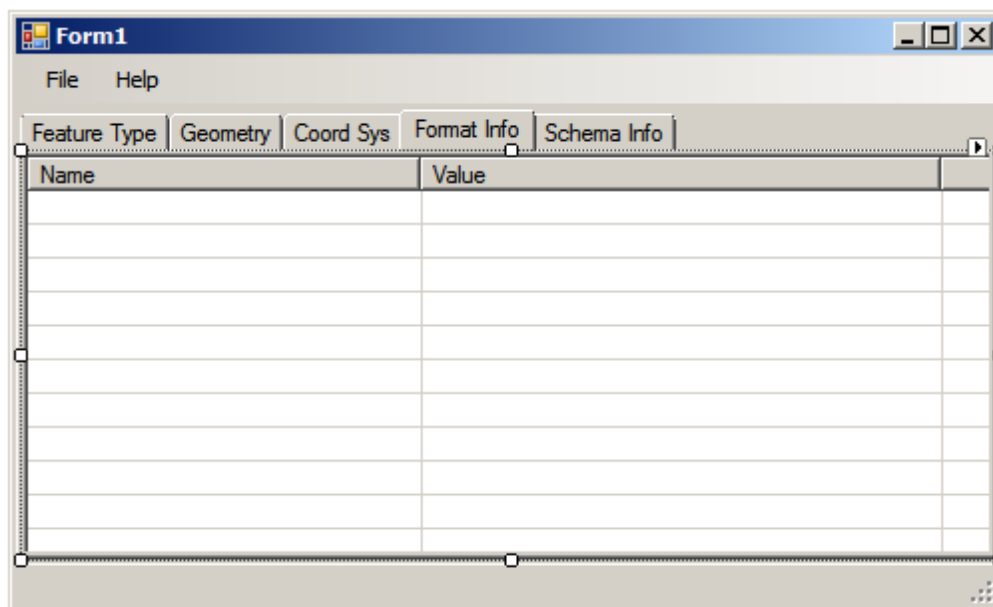 Form1
File Help
Feature Type Geometry Coord Sys Format Info Schema Info
Name Value